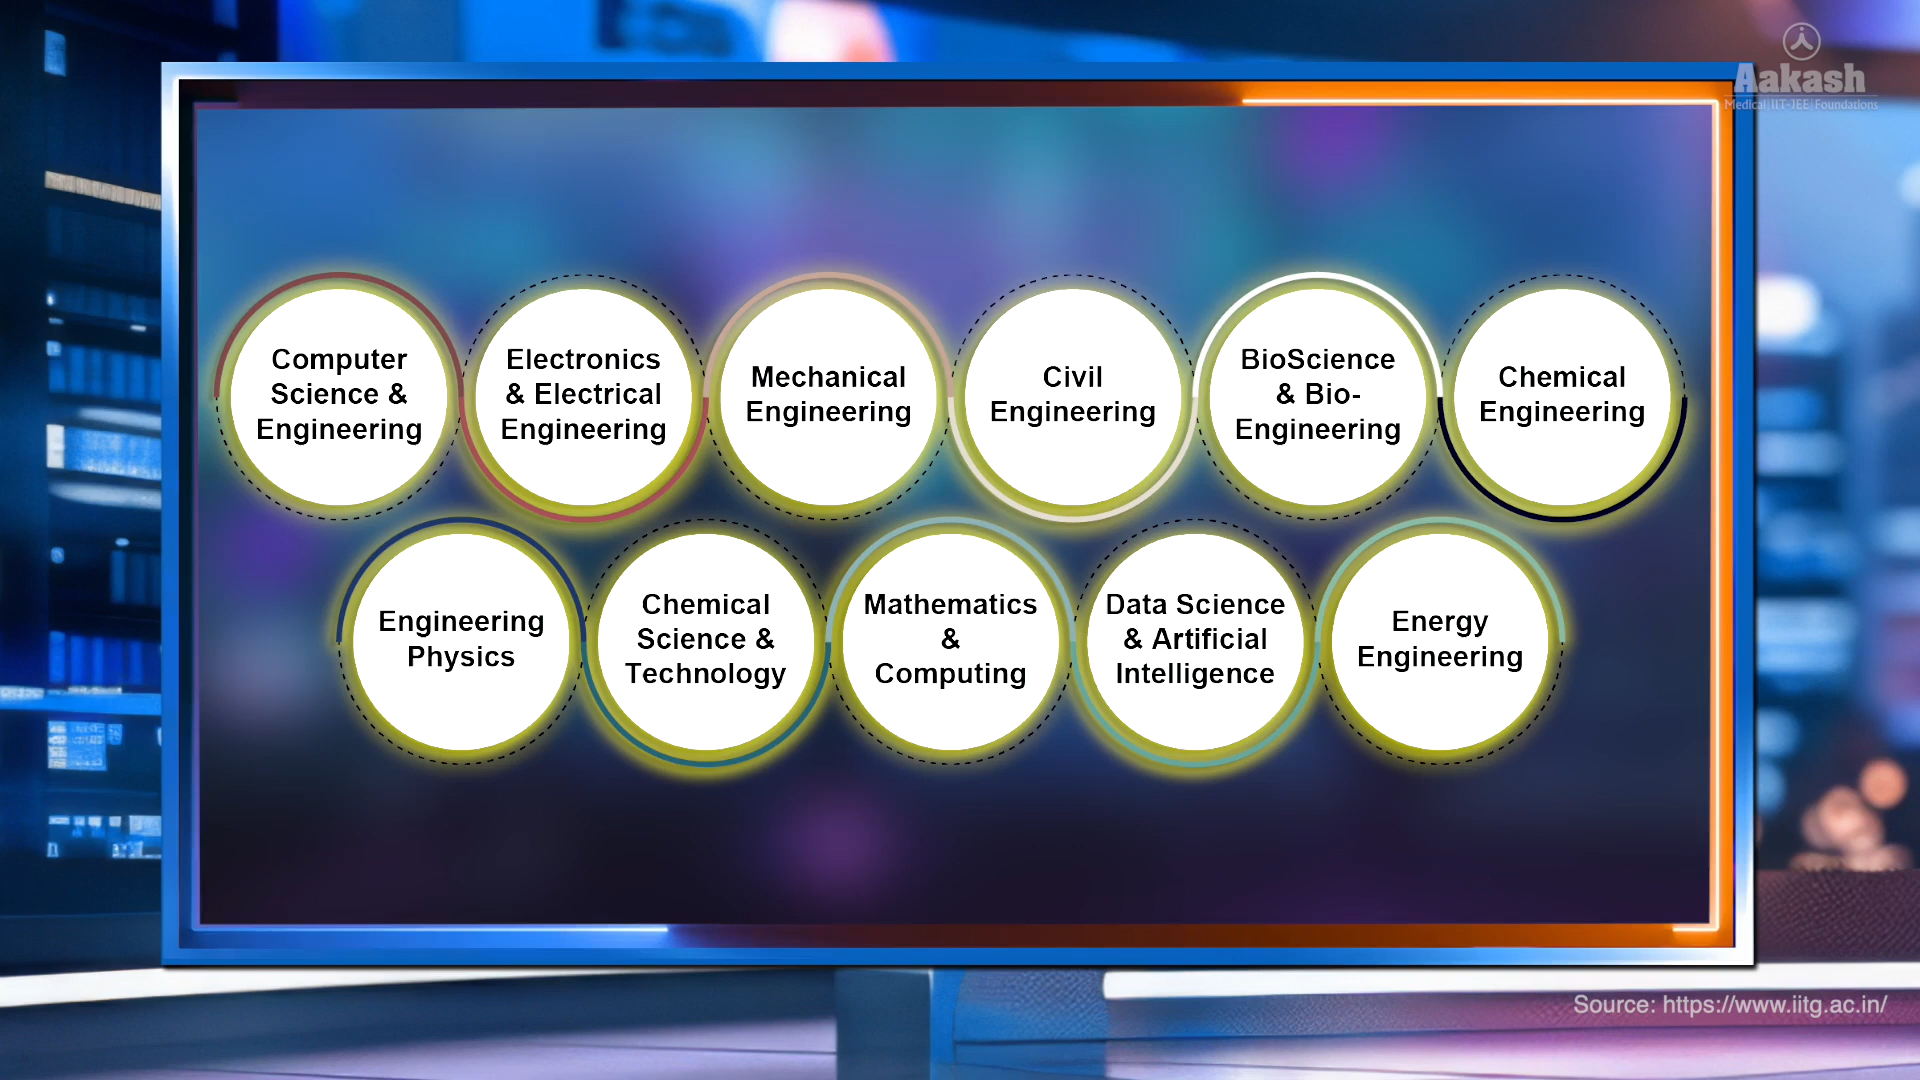 Aakash
Medical | IIT-JEE | Foundations
Computer
Science &
Engineering
Electronics
& Electrical
Engineering
Mechanical
Engineering
Civil
Engineering
BioScience
& Bio-
Engineering
Chemical
Engineering
Engineering
Physics
Chemical
Science &
Technology
Mathematics
&
Computing
Data Science
& Artificial
Intelligence
Energy
Engineering
Source: https://www.iitg.ac.in/